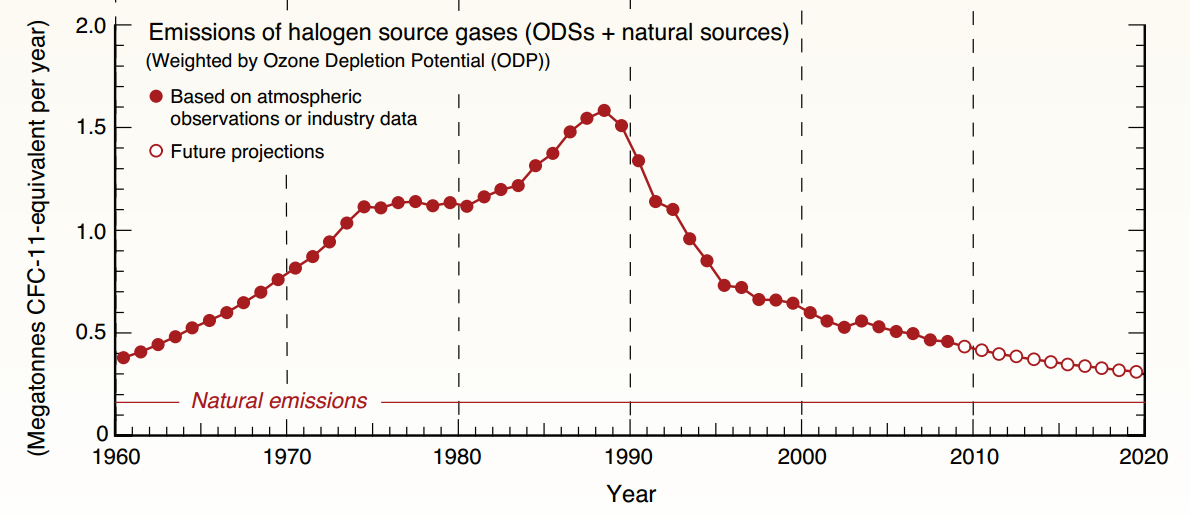 2.0
1.5
1.0
0.5
0
(Megatonnes CFC-11-equivalent per year)
Emissions of halogen source gases (ODSs + natural sources)
(Weighted by Ozone Depletion Potential (ODP))
Based on atmospheric
observations or industry data
Future projections
Natural emissions
1960 1970 1980 1990 2000 2010 2020
Year